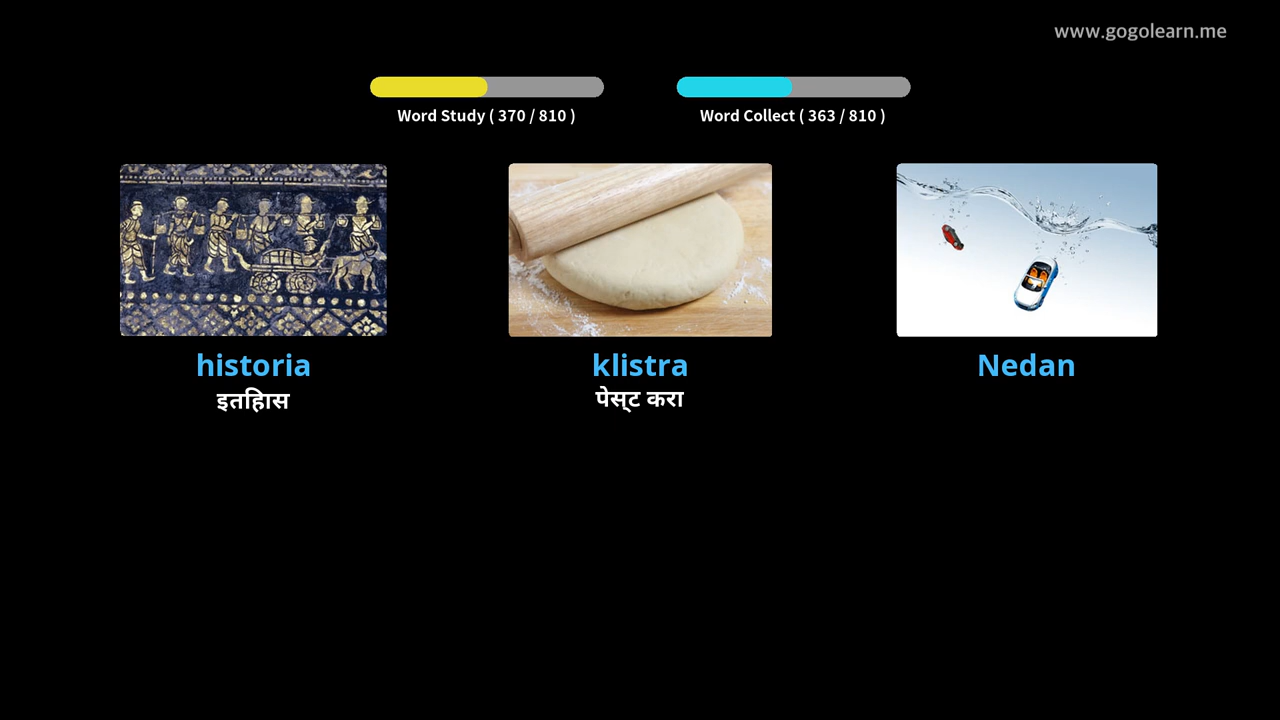 www.gogolearn.me
Word Study ( 370 / 810 )
Word Collect ( 363 / 810 )
historia
इतिहास
klistra
पेस्ट करा
Nedan